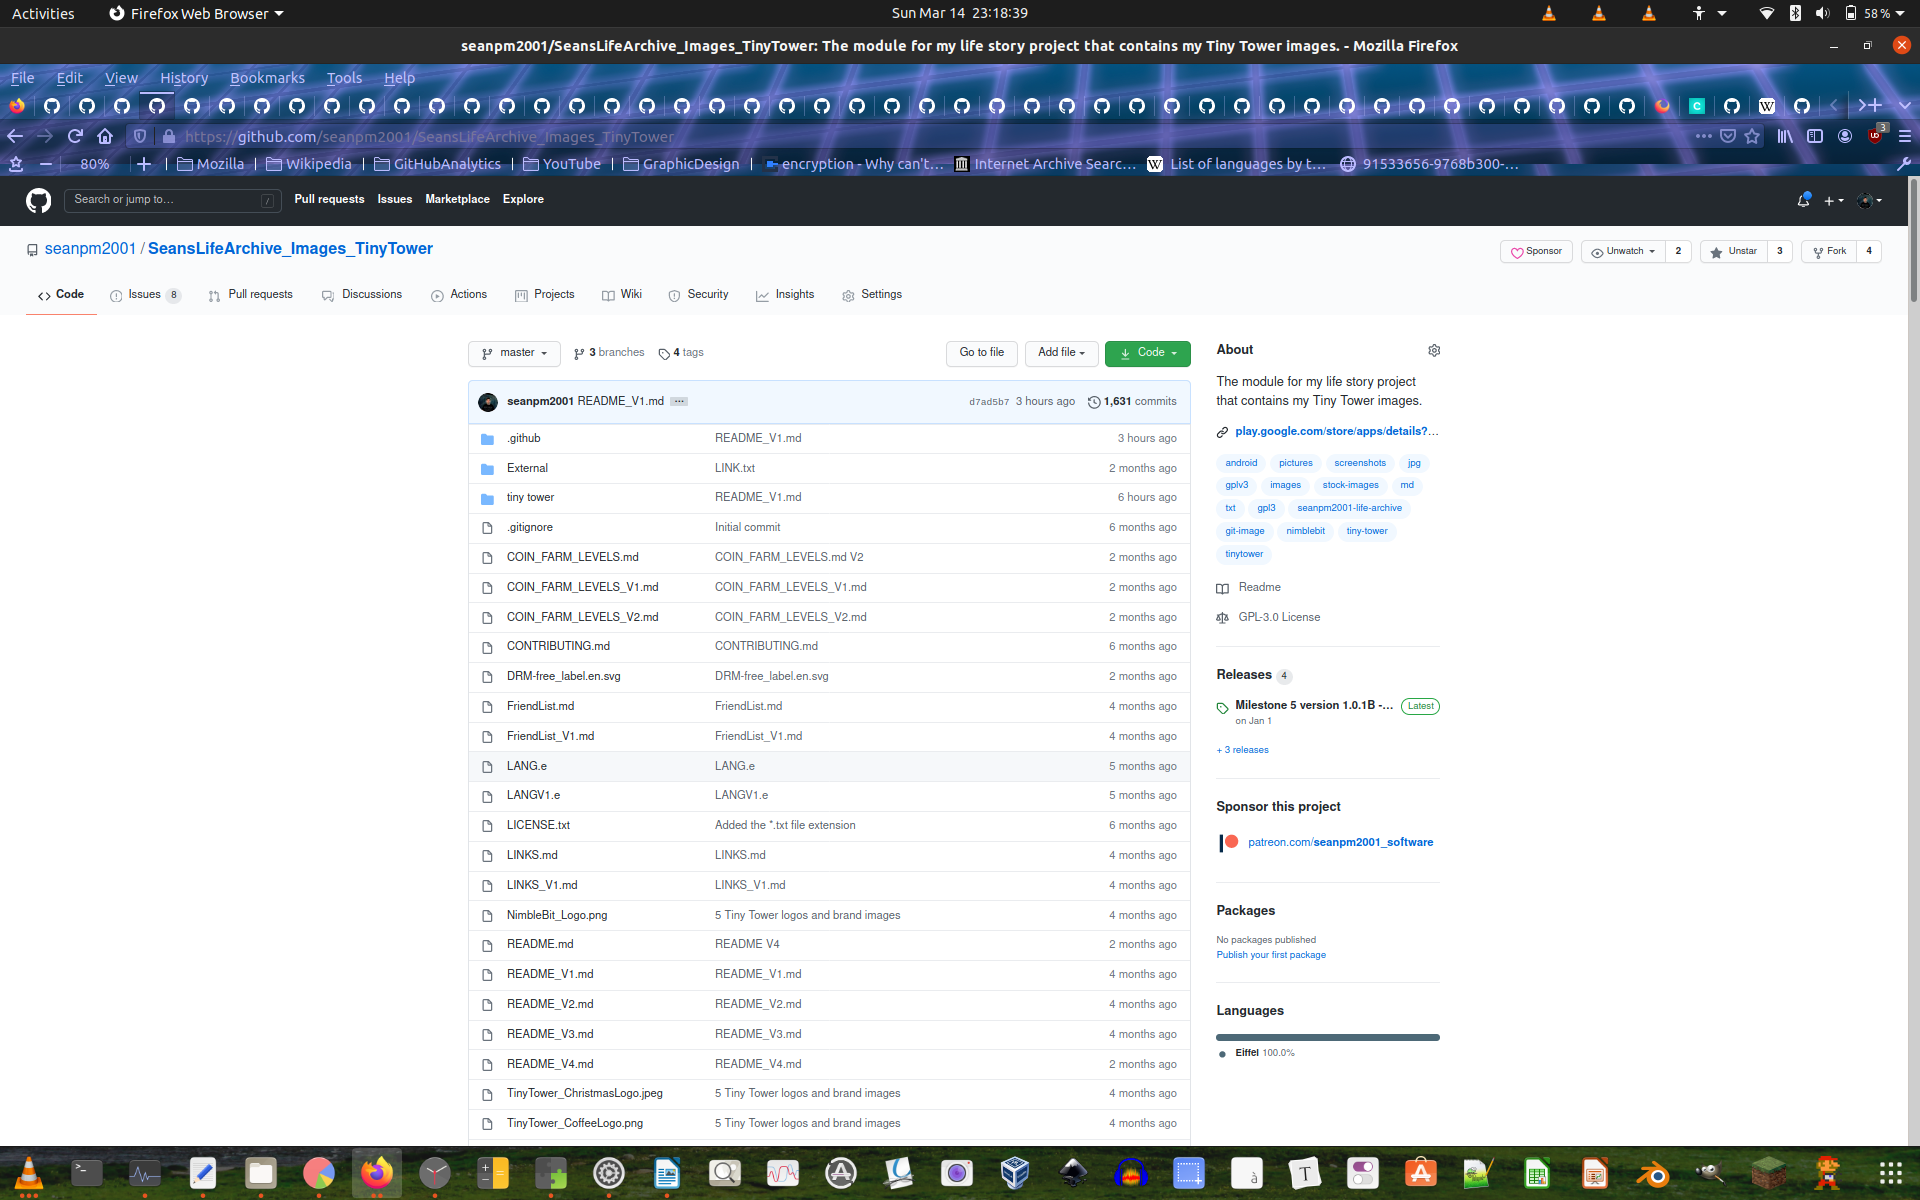 Activities Firefox Web Browser Sun Mar 14 23:18:39 58 %
seanpm2001/SeansLifeArchive_Images_TinyTower: The module for my life story project that contains my Tiny Tower images. - Mozilla Firefox
File Edit View History Bookmarks Tools Help
https://github.com/seanpm2001/SeansLifeArchive_Images_TinyTower 3
80% Mozilla Wikipedia GitHubAnalytics YouTube GraphicDesign encryption - Why can't… Internet Archive Searc… List of languages by t… 91533656-9768b300-…
Search or jump to… / Pull requests Issues Marketplace Explore
seanpm2001 / SeansLifeArchive_Images_TinyTower Sponsor Unwatch 2 Unstar 3 Fork 4
Code Issues 8 Pull requests Discussions Actions Projects Wiki Security Insights Settings
master 3 branches 4 tags Go to file Add file Code
seanpm2001 README_V1.md d7ad5b7 3 hours ago 1,631 commits
.github README_V1.md 3 hours ago
External LINK.txt 2 months ago
tiny tower README_V1.md 6 hours ago
.gitignore Initial commit 6 months ago
COIN_FARM_LEVELS.md COIN_FARM_LEVELS.md V2 2 months ago
COIN_FARM_LEVELS_V1.md COIN_FARM_LEVELS_V1.md 2 months ago
COIN_FARM_LEVELS_V2.md COIN_FARM_LEVELS_V2.md 2 months ago
CONTRIBUTING.md CONTRIBUTING.md 6 months ago
DRM-free_label.en.svg DRM-free_label.en.svg 2 months ago
FriendList.md FriendList.md 4 months ago
FriendList_V1.md FriendList_V1.md 4 months ago
LANG.e LANG.e 5 months ago
LANGV1.e LANGV1.e 5 months ago
LICENSE.txt Added the *.txt file extension 6 months ago
LINKS.md LINKS.md 4 months ago
LINKS_V1.md LINKS_V1.md 4 months ago
NimbleBit_Logo.png 5 Tiny Tower logos and brand images 4 months ago
README.md README V4 2 months ago
README_V1.md README_V1.md 4 months ago
README_V2.md README_V2.md 4 months ago
README_V3.md README_V3.md 4 months ago
README_V4.md README_V4.md 2 months ago
TinyTower_ChristmasLogo.jpeg 5 Tiny Tower logos and brand images 4 months ago
TinyTower_CoffeeLogo.png 5 Tiny Tower logos and brand images 4 months ago
About
The module for my life story project
that contains my Tiny Tower images.
play.google.com/store/apps/details?…
android pictures screenshots jpg
gplv3 images stock-images md
txt gpl3 seanpm2001-life-archive
git-image nimblebit tiny-tower
tinytower
Readme
GPL-3.0 License
Releases 4
Milestone 5 version 1.0.1B -… Latest
on Jan 1
+ 3 releases
Sponsor this project
patreon.com/seanpm2001_software
Packages
No packages published
Publish your first package
Languages
Eiffel 100.0%